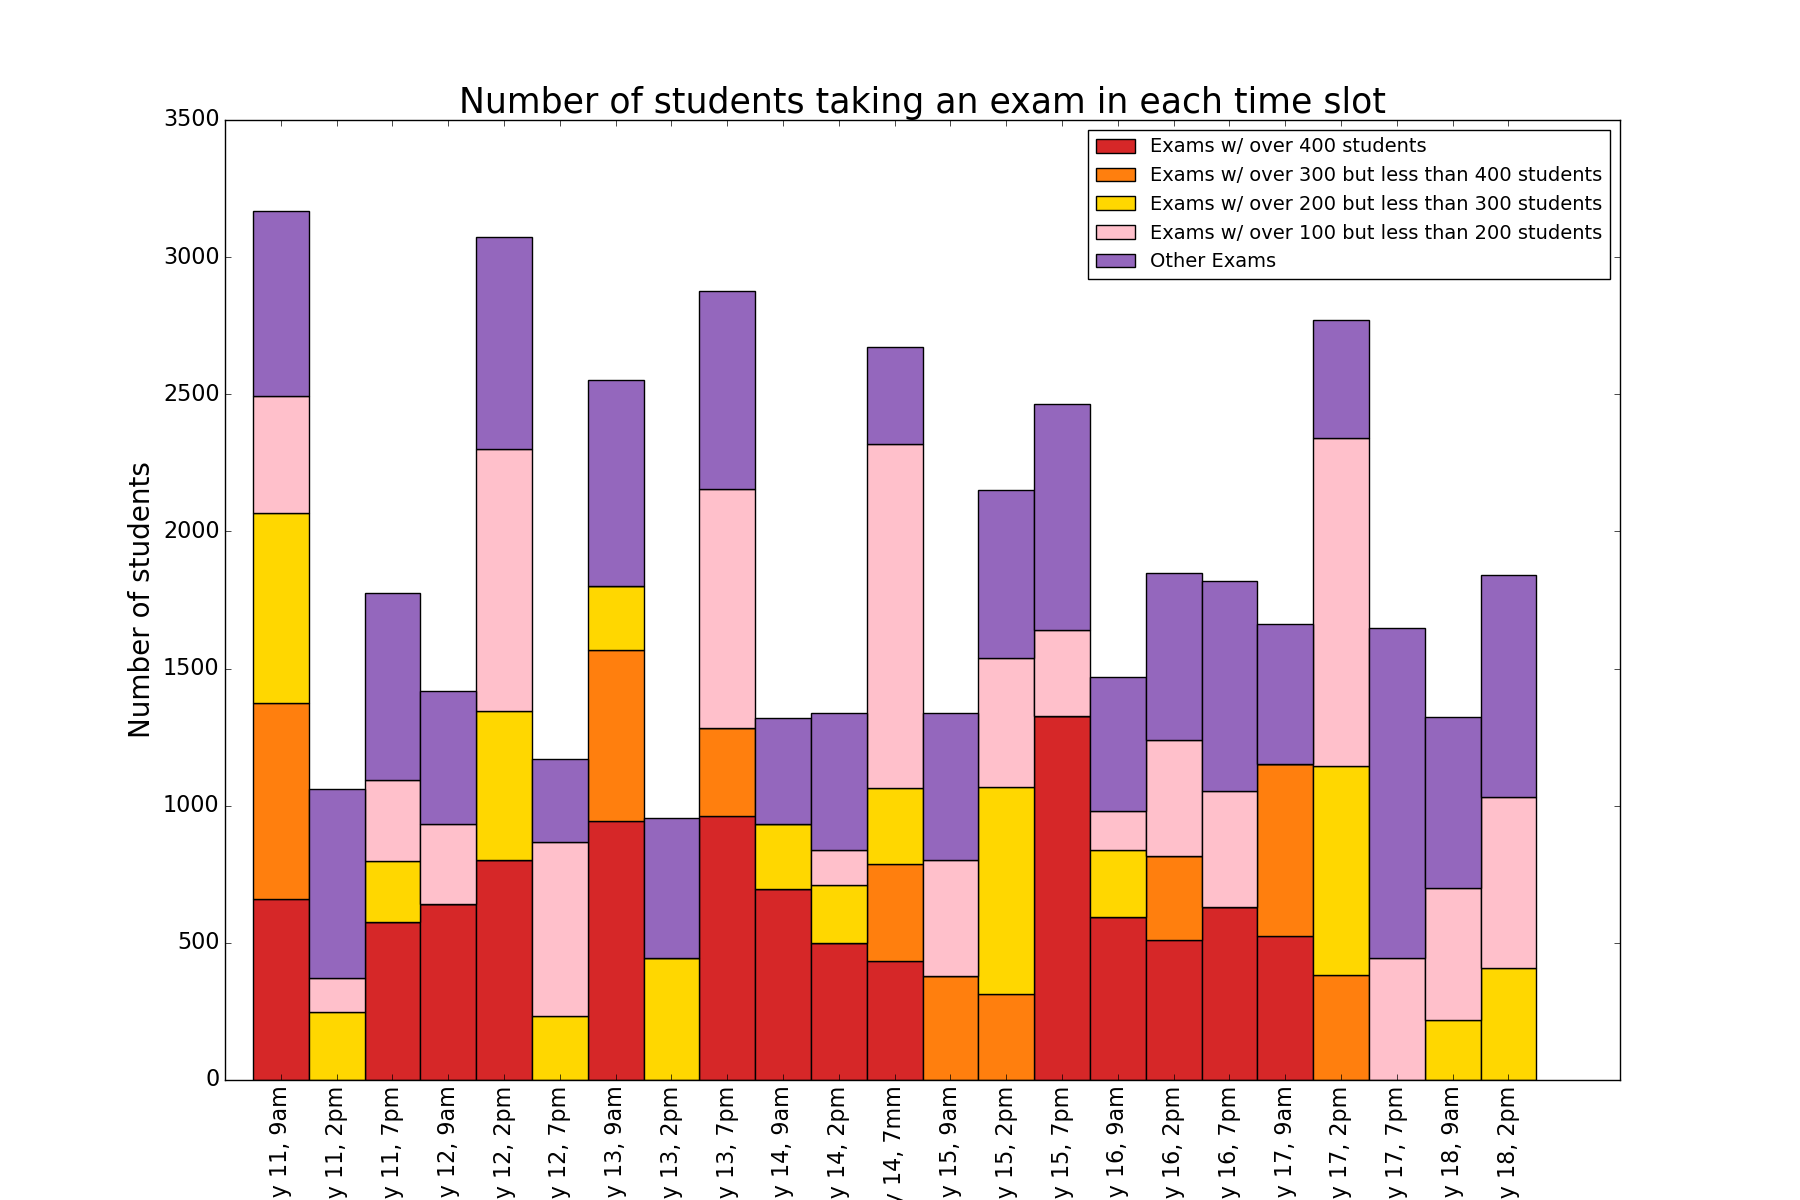 Number of students taking an exam in each time slot
Exams w/ over 400 students
Exams w/ over 300 but less than 400 students
Exams w/ over 200 but less than 300 students
Exams w/ over 100 but less than 200 students
Other Exams
3500
3000
2500
2000
1500
1000
500
0
Number of students
y 11, 9am
y 11, 2pm
y 11, 7pm
y 12, 9am
y 12, 2pm
y 12, 7pm
y 13, 9am
y 13, 2pm
y 13, 7pm
y 14, 9am
y 14, 2pm
y 14, 7mm
y 15, 9am
y 15, 2pm
y 15, 7pm
y 16, 9am
y 16, 2pm
y 16, 7pm
y 17, 9am
y 17, 2pm
y 17, 7pm
y 18, 9am
y 18, 2pm